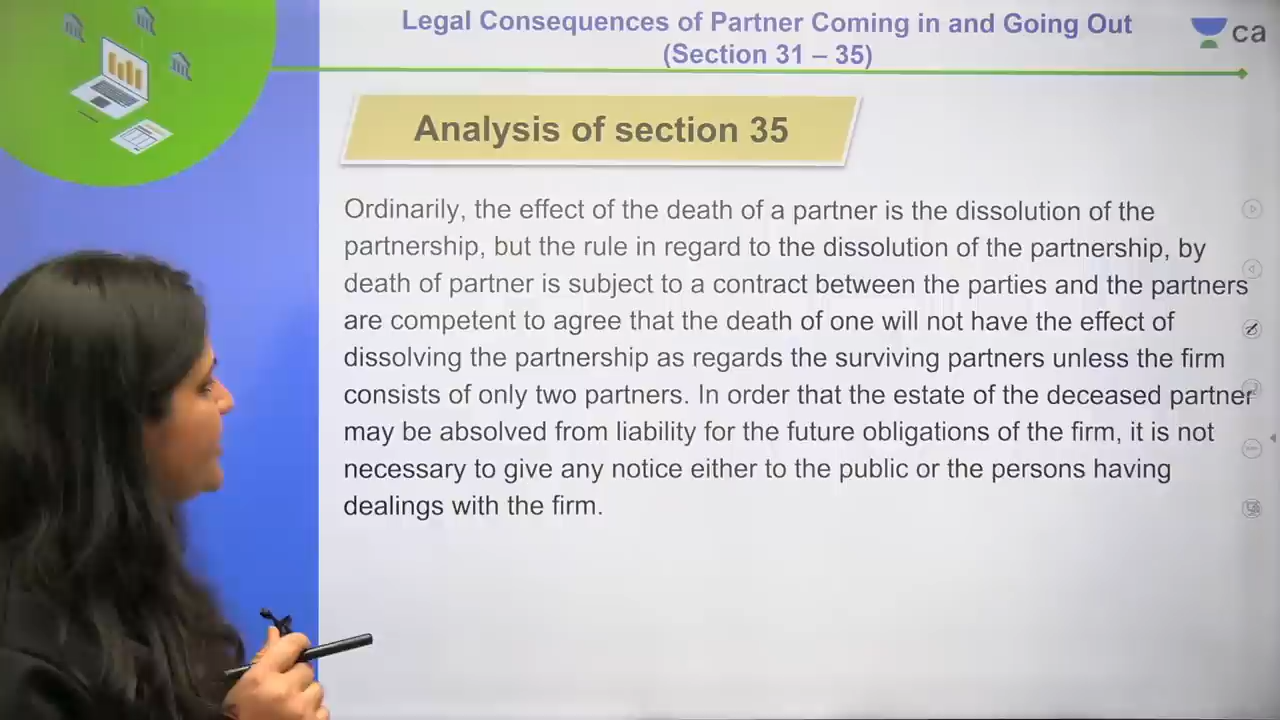 Legal Consequences of Partner Coming in and Going Out
(Section 31 – 35)
ca
Analysis of section 35
Ordinarily, the effect of the death of a partner is the dissolution of the
partnership, but the rule in regard to the dissolution of the partnership, by
death of partner is subject to a contract between the parties and the partners
are competent to agree that the death of one will not have the effect of
dissolving the partnership as regards the surviving partners unless the firm
consists of only two partners. In order that the estate of the deceased partner
may be absolved from liability for the future obligations of the firm, it is not
necessary to give any notice either to the public or the persons having
dealings with the firm.